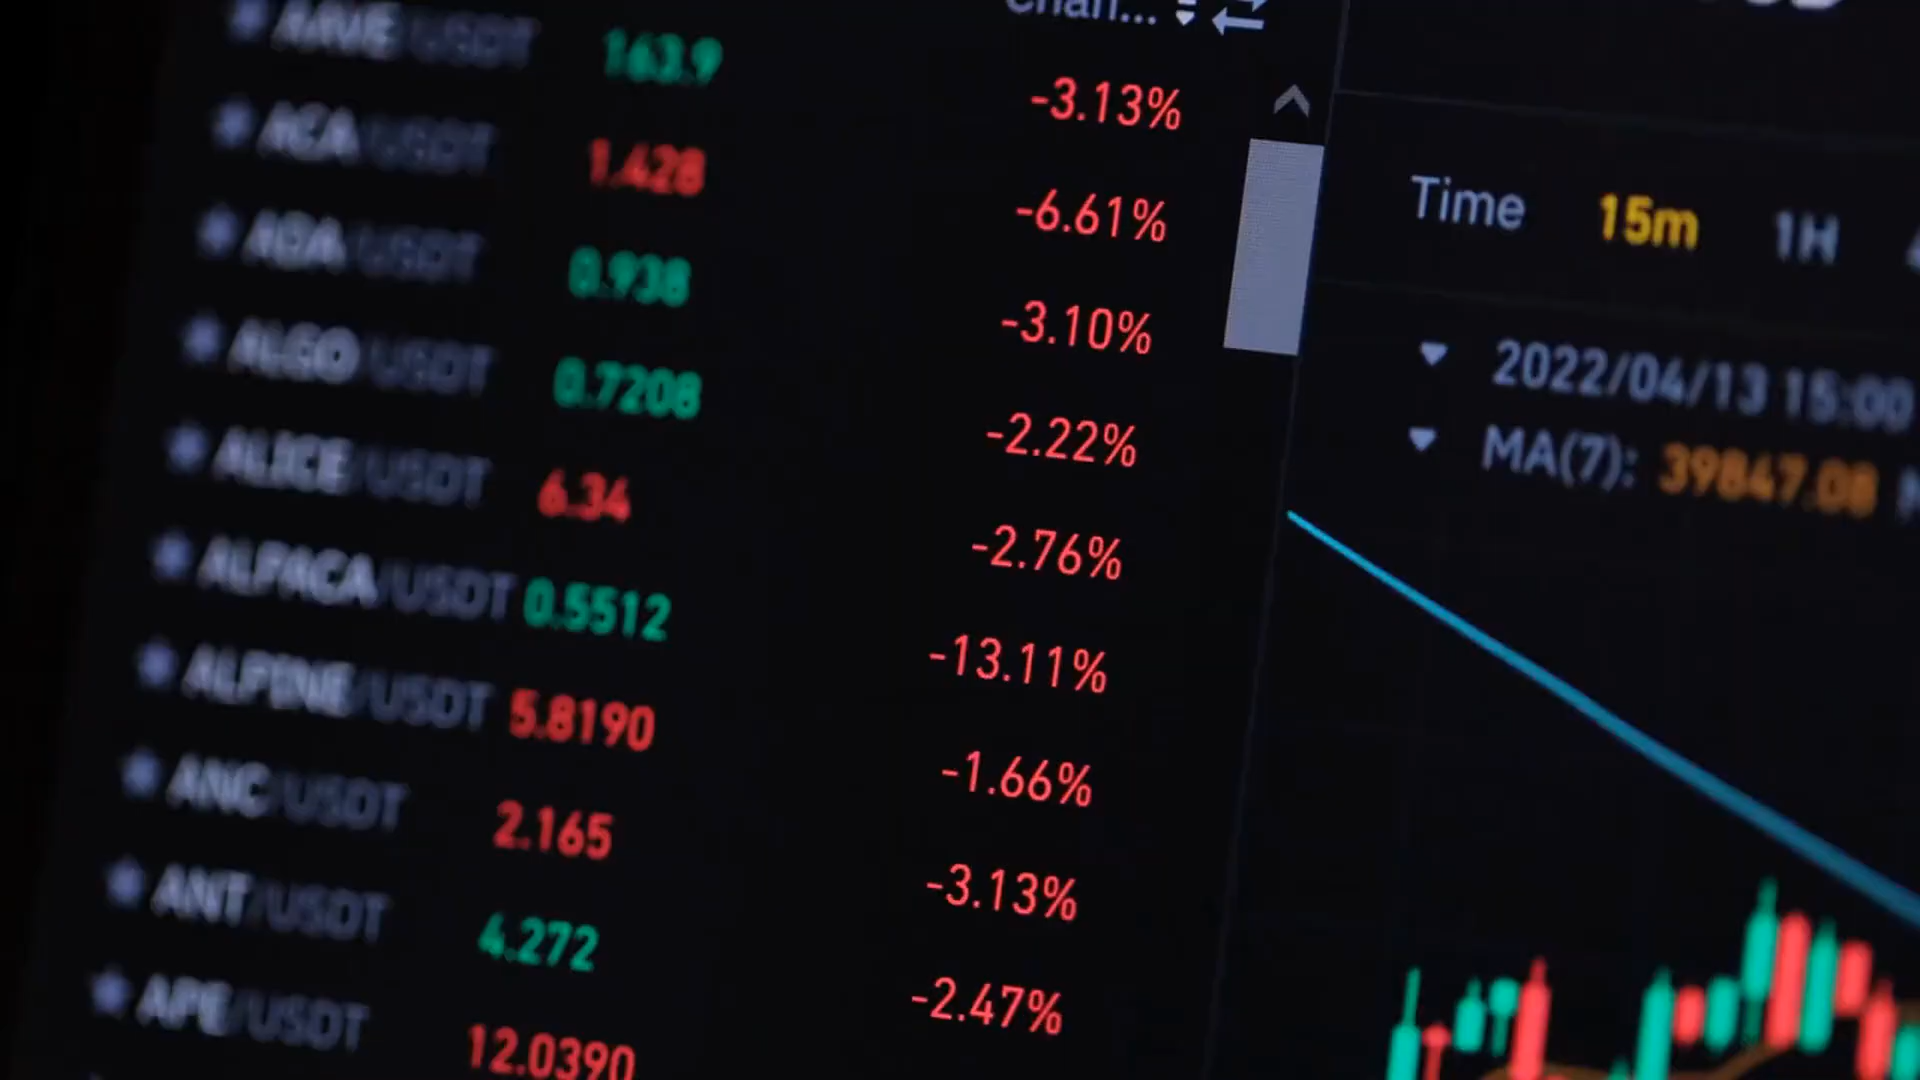 Chan...
AAVE/USDT 163.9 -3.13%
ACA/USDT 1.428 -6.61%
ADA/USDT 0.938 -3.10%
ALGO/USDT 0.7208 -2.22%
ALICE/USDT 6.34 -2.76%
ALPACA/USDT 0.5512 -13.11%
ALPINE/USDT 5.8190 -1.66%
ANC/USDT 2.165 -3.13%
ANT/USDT 4.272 -2.47%
APE/USDT 12.0390
Time 15m 1H
2022/04/13 15:00
MA(7): 39847.08